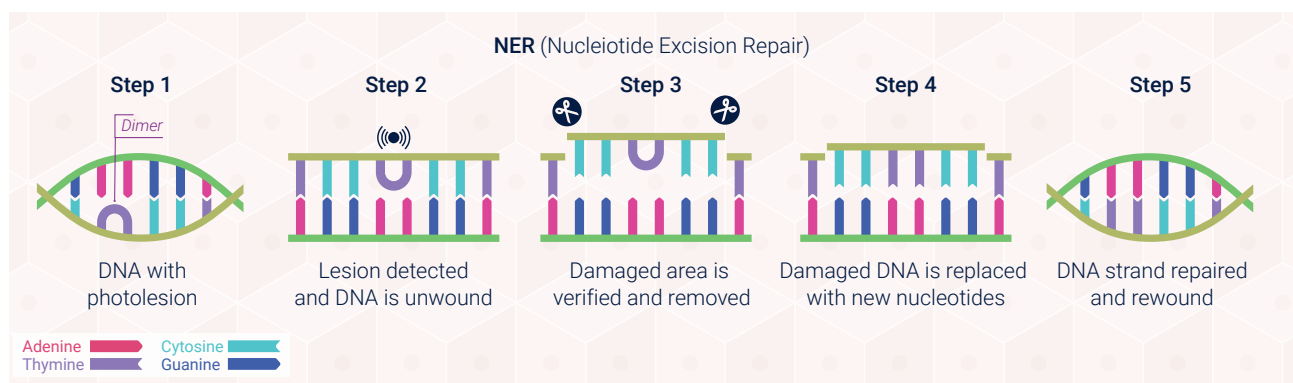 NER (Nucleiotide Excision Repair)
Step 1
Dimer
DNA with
photolesion
Step 2
Lesion detected
and DNA is unwound
Step 3
Damaged area is
verified and removed
Step 4
Damaged DNA is replaced
with new nucleotides
Step 5
DNA strand repaired
and rewound
Adenine
Thymine
Cytosine
Guanine